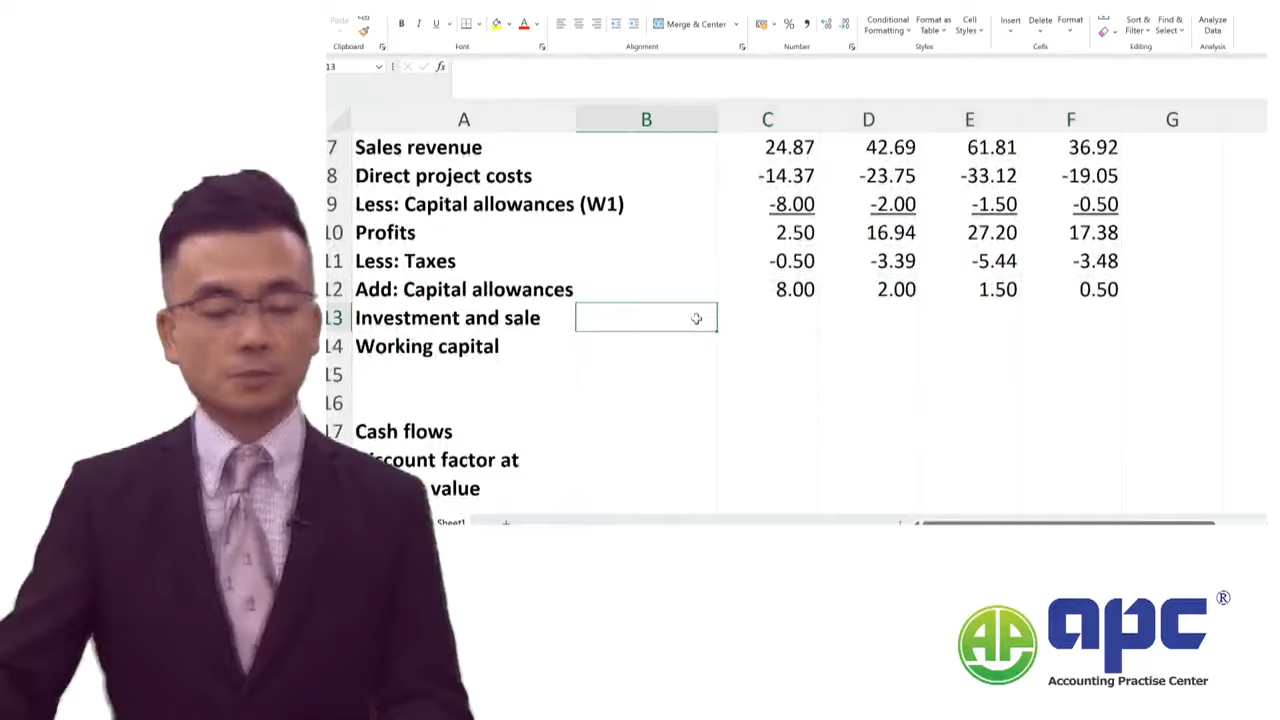 Paste
B I U
Merge & Center
%
Conditional Formatting
Format as Table
Cell Styles
Insert
Delete
Format
Sort & Filter
Find & Select
Analyze Data
Clipboard Font Alignment Number Styles Cells Editing Analysis
13 fx
A B C D E F G
7 Sales revenue 24.87 42.69 61.81 36.92
8 Direct project costs -14.37 -23.75 -33.12 -19.05
9 Less: Capital allowances (W1) -8.00 -2.00 -1.50 -0.50
10 Profits 2.50 16.94 27.20 17.38
11 Less: Taxes -0.50 -3.39 -5.44 -3.48
12 Add: Capital allowances 8.00 2.00 1.50 0.50
13 Investment and sale
14 Working capital
15
16
17 Cash flows
iscount factor at
value
Sheet1
AP apc ®
Accounting Practise Center